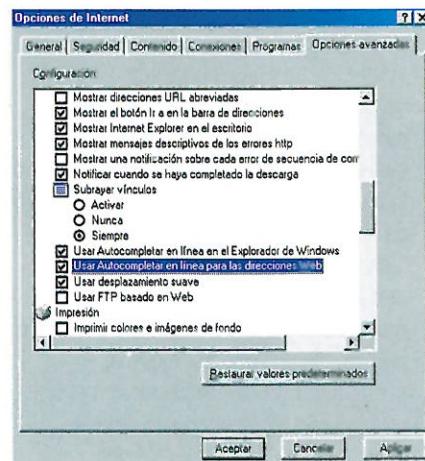 Opciones de Internet
General Seguridad Contenido Conexiones Programas Opciones avanzadas
Configuración:
Mostrar direcciones URL abreviadas
Mostrar el botón Ir a en la barra de direcciones
Mostrar Internet Explorer en el escritorio
Mostrar mensajes descriptivos de los errores http
Mostrar una notificación sobre cada error de secuencia de com
Notificar cuando se haya completado la descarga
Subrayar vínculos
Activar
Nunca
Siempre
Usar Autocompletar en línea en el Explorador de Windows
Usar Autocompletar en línea para las direcciones Web
Usar desplazamiento suave
Usar FTP basado en Web
Impresión
Imprimir colores e imágenes de fondo
Restaurar valores predeterminados
Aceptar Cancelar Aplicar